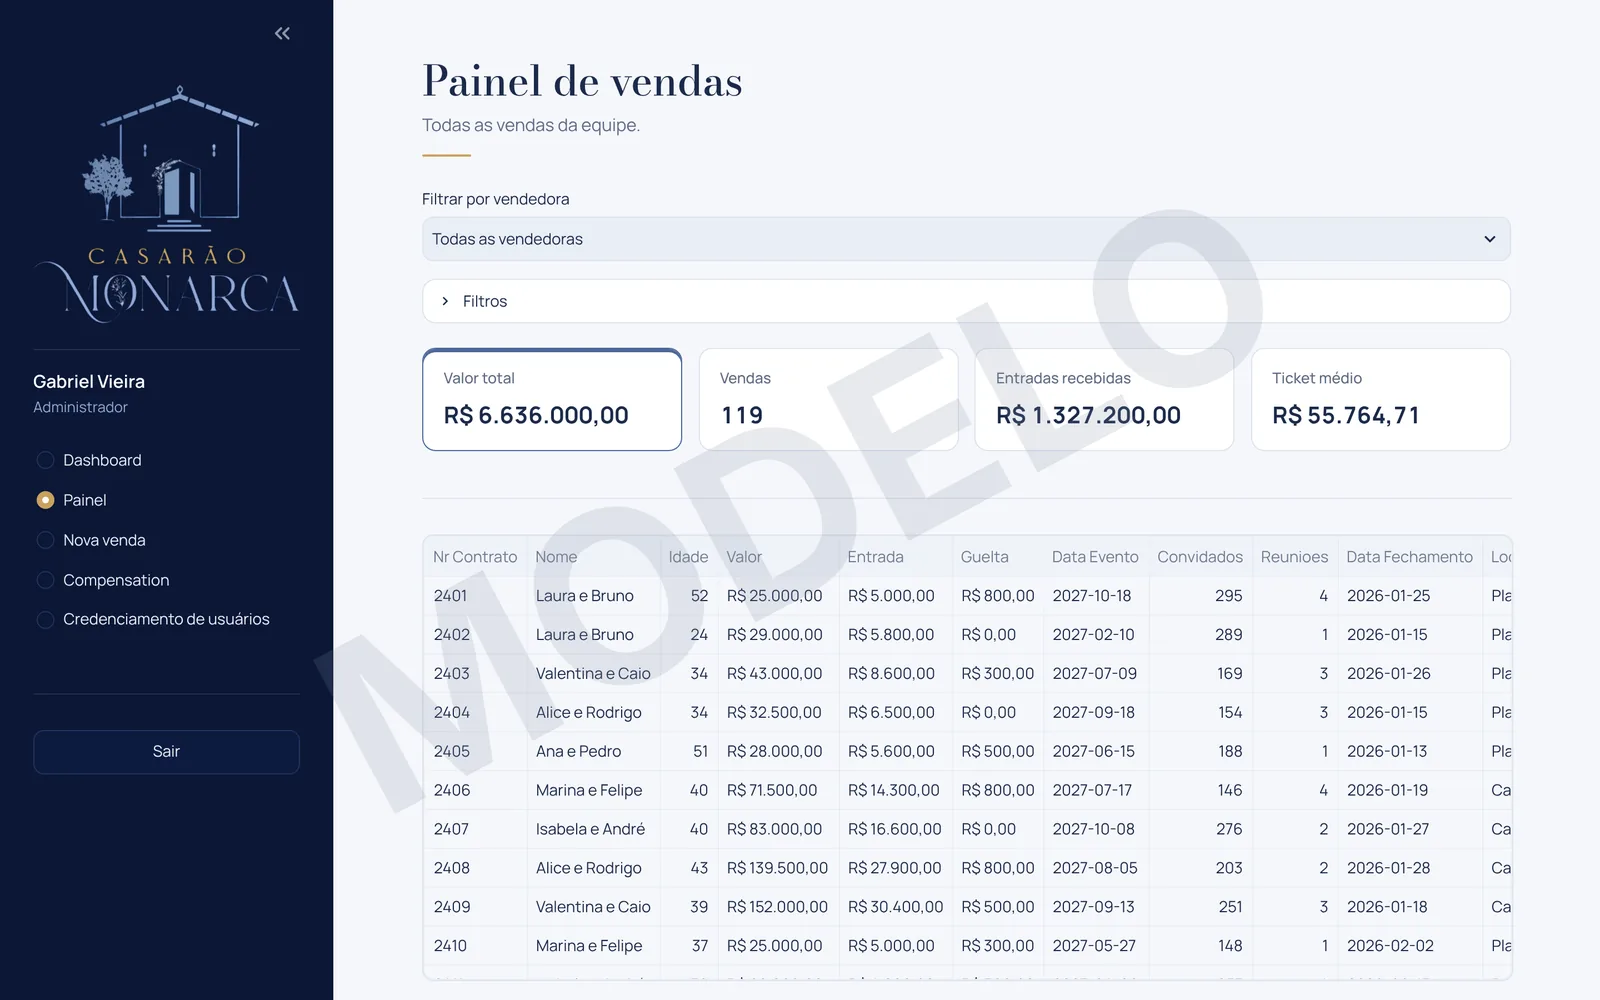 CASARÃO
MONARCA
Gabriel Vieira
Administrador
Dashboard
Painel
Nova venda
Compensation
Credenciamento de usuários
Sair
Painel de vendas
Todas as vendas da equipe.
Filtrar por vendedora
Todas as vendedoras
Filtros
Valor total
R$ 6.636.000,00
Vendas
119
Entradas recebidas
R$ 1.327.200,00
Ticket médio
R$ 55.764,71
MODELO
Nr Contrato Nome Idade Valor Entrada Guelta Data Evento Convidados Reunioes Data Fechamento Loc
2401 Laura e Bruno 52 R$ 25.000,00 R$ 5.000,00 R$ 800,00 2027-10-18 295 4 2026-01-25 Pla
2402 Laura e Bruno 24 R$ 29.000,00 R$ 5.800,00 R$ 0,00 2027-02-10 289 1 2026-01-15 Pla
2403 Valentina e Caio 34 R$ 43.000,00 R$ 8.600,00 R$ 300,00 2027-07-09 169 3 2026-01-26 Pla
2404 Alice e Rodrigo 34 R$ 32.500,00 R$ 6.500,00 R$ 0,00 2027-09-18 154 3 2026-01-15 Pla
2405 Ana e Pedro 51 R$ 28.000,00 R$ 5.600,00 R$ 500,00 2027-06-15 188 1 2026-01-13 Pla
2406 Marina e Felipe 40 R$ 71.500,00 R$ 14.300,00 R$ 800,00 2027-07-17 146 4 2026-01-19 Ca
2407 Isabela e André 40 R$ 83.000,00 R$ 16.600,00 R$ 0,00 2027-10-08 276 2 2026-01-27 Ca
2408 Alice e Rodrigo 43 R$ 139.500,00 R$ 27.900,00 R$ 800,00 2027-08-05 203 2 2026-01-28 Ca
2409 Valentina e Caio 39 R$ 152.000,00 R$ 30.400,00 R$ 500,00 2027-09-13 251 3 2026-01-18 Ca
2410 Marina e Felipe 37 R$ 25.000,00 R$ 5.000,00 R$ 300,00 2027-05-27 148 1 2026-02-02 Pla